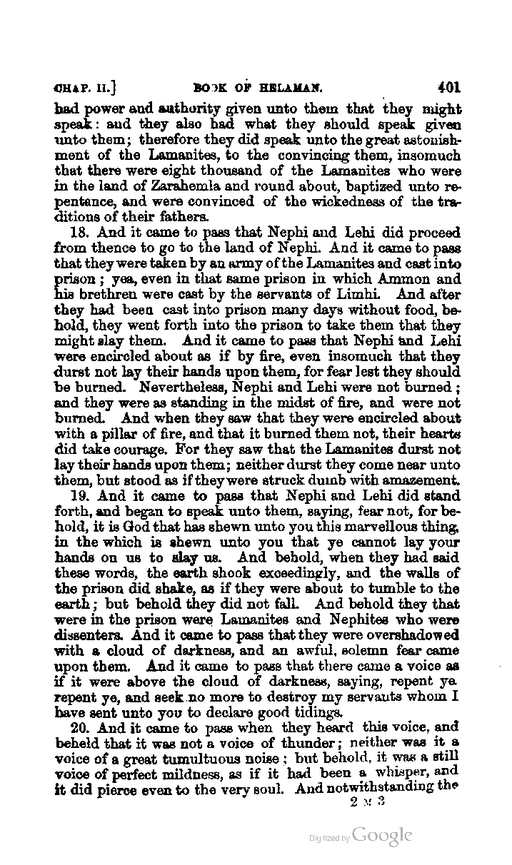 CHAP. II.] BOOK OF HELAMAN. 401
had power and authority given unto them that they might
speak: and they also had what they should speak given
unto them; therefore they did speak unto the great astonish-
ment of the Lamanites, to the convincing them, insomuch
that there were eight thousand of the Lamanites who were
in the land of Zarahemla and round about, baptized unto re-
pentance, and were convinced of the wickedness of the tra-
ditions of their fathers.
18. And it came to pass that Nephi and Lehi did proceed
from thence to go to the land of Nephi. And it came to pass
that they were taken by an army of the Lamanites and cast into
prison; yea, even in that same prison in which Ammon and
his brethren were cast by the servants of Limhi. And after
they had been cast into prison many days without food, be-
hold, they went forth into the prison to take them that they
might slay them. And it came to pass that Nephi and Lehi
were encircled about as if by fire, even insomuch that they
durst not lay their hands upon them, for fear lest they should
be burned. Nevertheless, Nephi and Lehi were not burned;
and they were as standing in the midst of fire, and were not
burned. And when they saw that they were encircled about
with a pillar of fire, and that it burned them not, their hearts
did take courage. For they saw that the Lamanites durst not
lay their hands upon them; neither durst they come near unto
them, but stood as if they were struck dumb with amazement.
19. And it came to pass that Nephi and Lehi did stand
forth, and began to speak unto them, saying, fear not, for be-
hold, it is God that has shewn unto you this marvellous thing,
in the which is shewn unto you that ye cannot lay your
hands on us to slay us. And behold, when they had said
these words, the earth shook exceedingly, and the walls of
the prison did shake, as if they were about to tumble to the
earth; but behold they did not fall. And behold they that
were in the prison were Lamanites and Nephites who were
dissenters. And it came to pass that they were overshadowed
with a cloud of darkness, and an awful, solemn fear came
upon them. And it came to pass that there came a voice as
if it were above the cloud of darkness, saying, repent ye
repent ye, and seek no more to destroy my servants whom I
have sent unto you to declare good tidings.
20. And it came to pass when they heard this voice, and
beheld that it was not a voice of thunder; neither was it a
voice of a great tumultuous noise; but behold, it was a still
voice of perfect mildness, as if it had been a whisper, and
it did pierce even to the very soul. And notwithstanding the
2 M 3
Digitized by Google